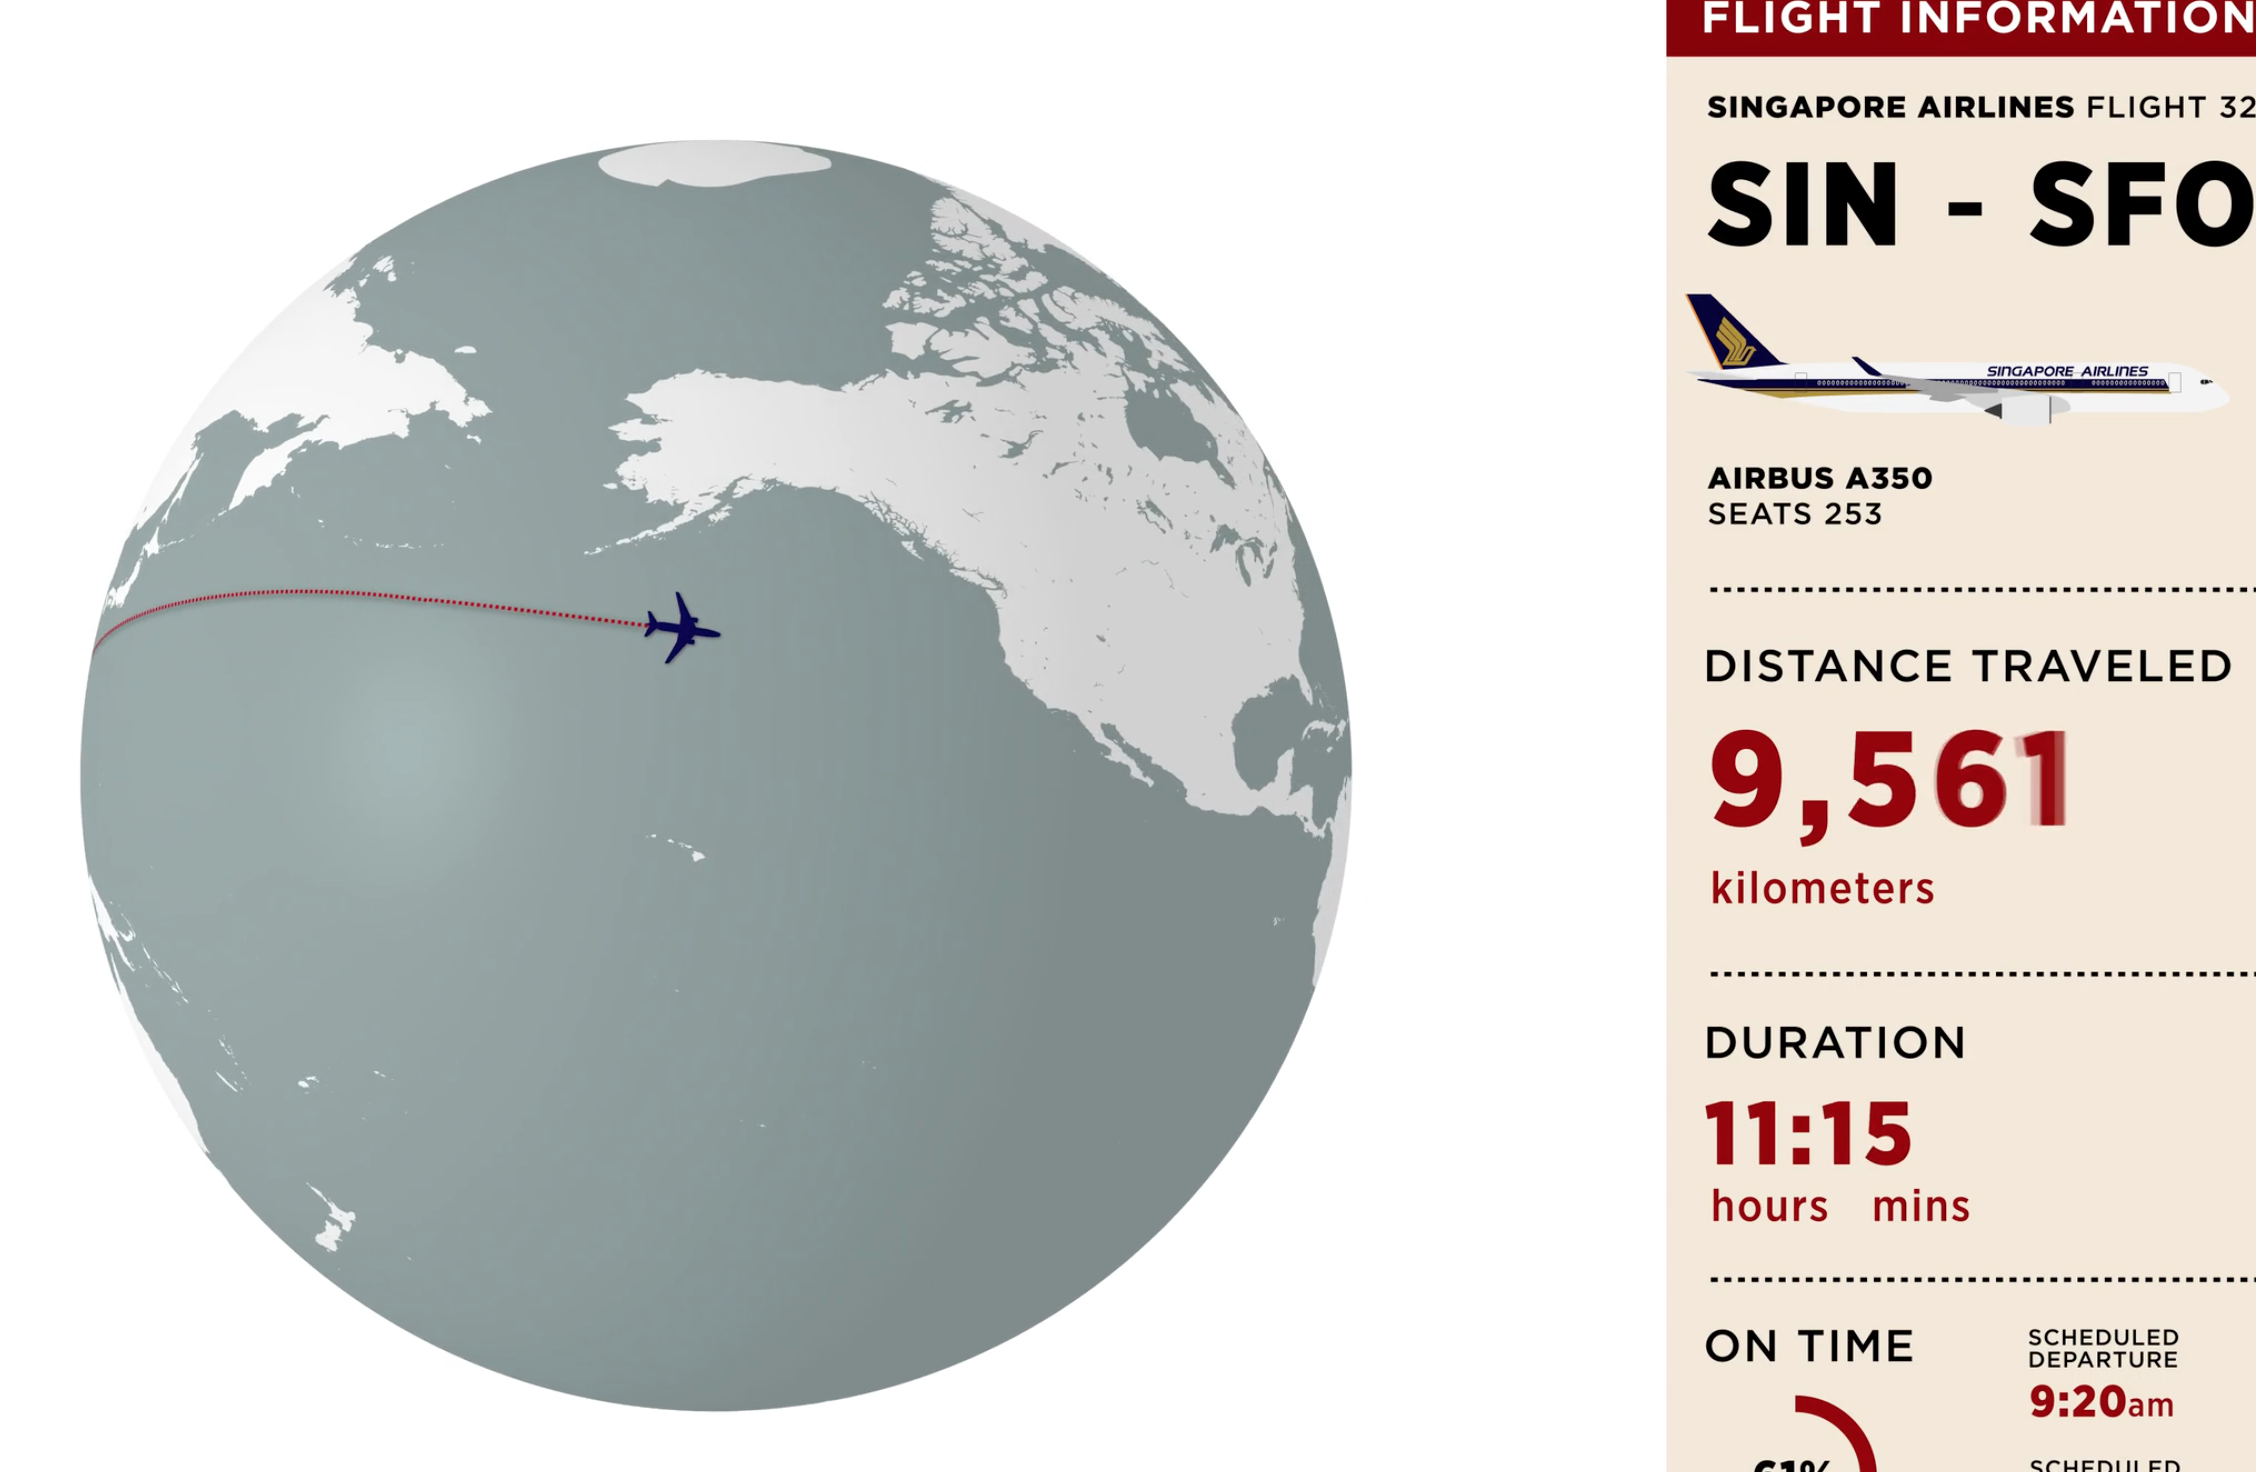 FLIGHT INFORMATION
SINGAPORE AIRLINES FLIGHT 32
SIN - SFO
SINGAPORE AIRLINES
AIRBUS A350
SEATS 253
DISTANCE TRAVELED
9,561
kilometers
DURATION
11:15
hours mins
ON TIME
SCHEDULED
DEPARTURE
9:20am
61%
SCHEDULED